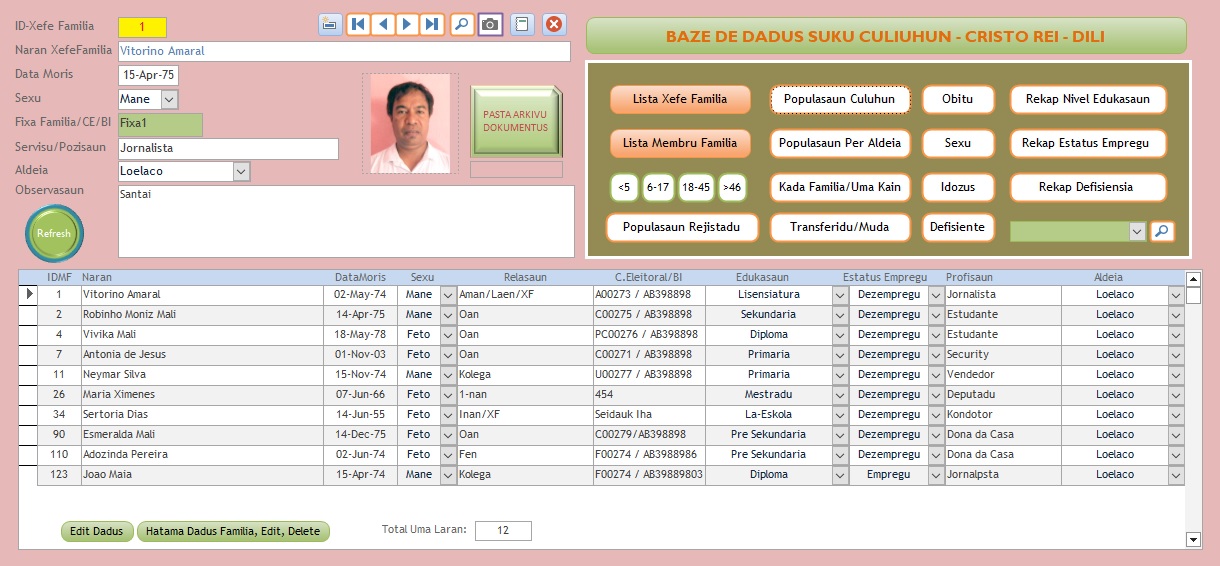 ID-Xefe Familia 1
Naran XefeFamilia Vitorino Amaral
Data Moris 15-Apr-75
Sexu Mane
Fixa Familia/CE/BI Fixa1
Servisu/Pozisaun Jornalista
Aldeia Loelaco
Observasaun Santai
Refresh
PASTA ARKIVU
DOKUMENTUS
BAZE DE DADUS SUKU CULIUHUN - CRISTO REI - DILI
Lista Xefe Familia Populasaun Culuhun Obitu Rekap Nivel Edukasaun
Lista Membru Familia Populasaun Per Aldeia Sexu Rekap Estatus Empregu
<5 6-17 18-45 >46 Kada Familia/Uma Kain Idozus Rekap Defisiensia
Populasaun Rejistadu Transferidu/Muda Defisiente
IDMF Naran DataMoris Sexu Relasaun C.Eleitoral/BI Edukasaun Estatus Empregu Profisaun Aldeia
1 Vitorino Amaral 02-May-74 Mane Aman/Laen/XF A00273 / AB398898 Lisensiatura Dezempregu Jornalista Loelaco
2 Robinho Moniz Mali 14-Apr-75 Mane Oan C00275 / AB398898 Sekundaria Dezempregu Estudante Loelaco
4 Vivika Mali 18-May-78 Feto Oan PC00276 / AB398898 Diploma Dezempregu Estudante Loelaco
7 Antonia de Jesus 01-Nov-03 Feto Oan C00271 / AB398898 Primaria Dezempregu Security Loelaco
11 Neymar Silva 15-Nov-74 Mane Kolega U00277 / AB398898 Primaria Dezempregu Vendedor Loelaco
26 Maria Ximenes 07-Jun-66 Feto 1-nan 454 Mestradu Dezempregu Deputadu Loelaco
34 Sertoria Dias 14-Jun-55 Feto Inan/XF Seidauk Iha La-Eskola Dezempregu Kondotor Loelaco
90 Esmeralda Mali 14-Dec-75 Feto Oan C00279/AB398898 Pre Sekundaria Dezempregu Dona da Casa Loelaco
110 Adozinda Pereira 02-Jun-74 Feto Fen F00274 / AB3988986 Pre Sekundaria Dezempregu Dona da Casa Loelaco
123 Joao Maia 15-Apr-74 Mane Kolega F00274 / AB39889803 Diploma Empregu Jornalpsta Loelaco
Edit Dadus Hatama Dadus Familia, Edit, Delete Total Uma Laran: 12